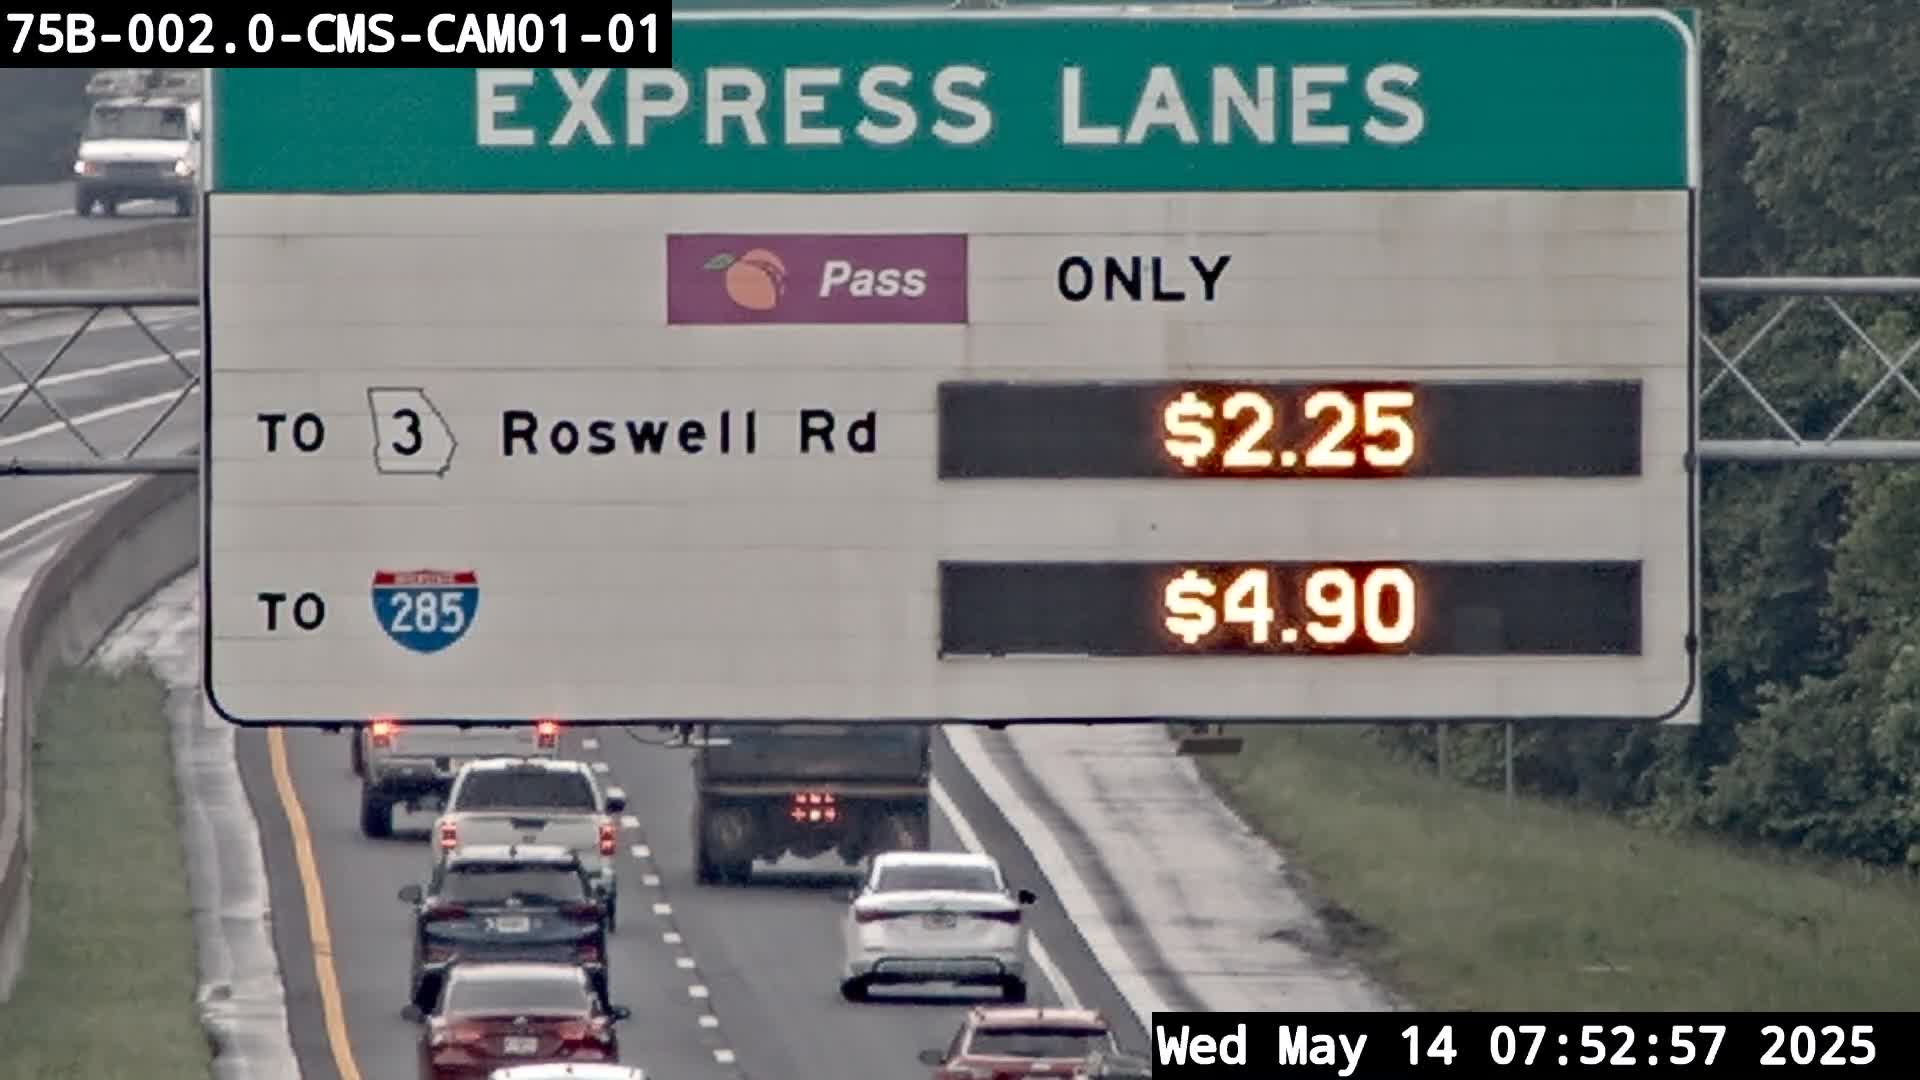 75B-002.0-CMS-CAM01-01
EXPRESS LANES
Pass ONLY
TO 3 Roswell Rd $2.25
TO 285 $4.90
Wed May 14 07:52:57 2025